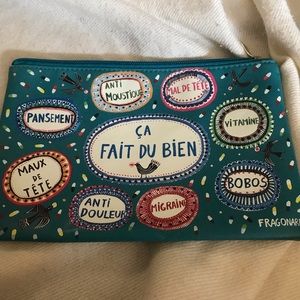 ANTI
MOUSTIQUE
MAL DE TÊTE
PANSEMENT
ÇA
FAIT DU BIEN
VITAMINE
MAUX
DE
TÊTE
ANTI
DOULEUR
MIGRAINE
BOBOS
FRAGONARD